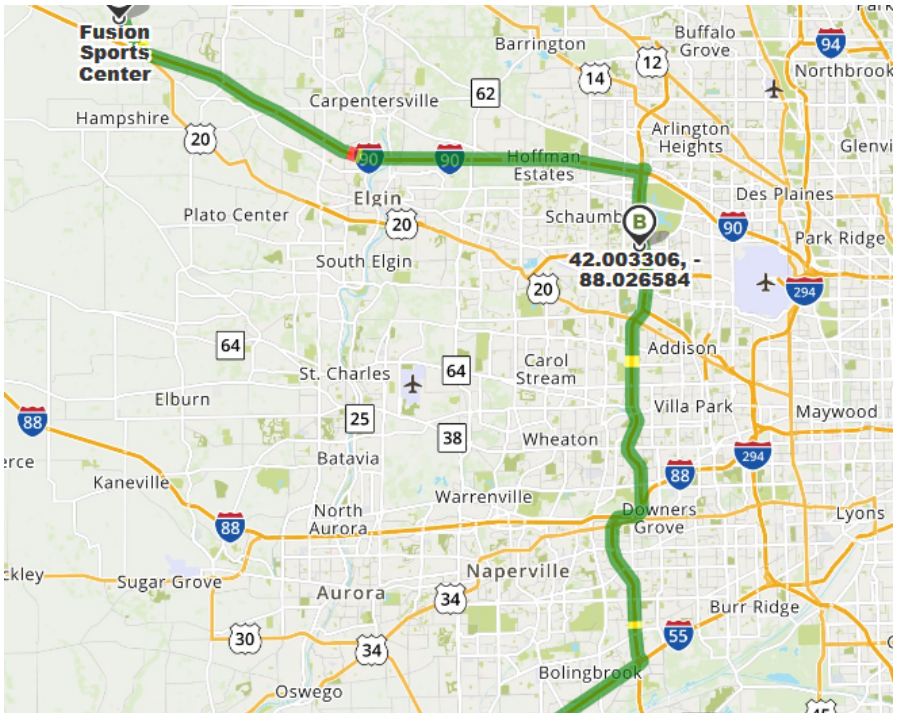 Park
Fusion
Sports
Center
Barrington
Buffalo
Grove
94
12
14
Northbrook
Carpentersville
62
Hampshire
20
Arlington
Heights
Glenvi
90
90
Hoffman
Estates
Elgin
Des Plaines
Plato Center
Schaumb
B
20
90
Park Ridge
South Elgin
42.003306, -
88.026584
20
294
64
Addison
St. Charles
64
Carol
Stream
Elburn
25
Villa Park
Maywood
88
38
Wheaton
294
erce
Batavia
88
Kaneville
Warrenville
North
Aurora
Downers
Grove
Lyons
88
ckley
Sugar Grove
Naperville
Aurora
34
Burr Ridge
30
34
55
Bolingbrook
Oswego
45